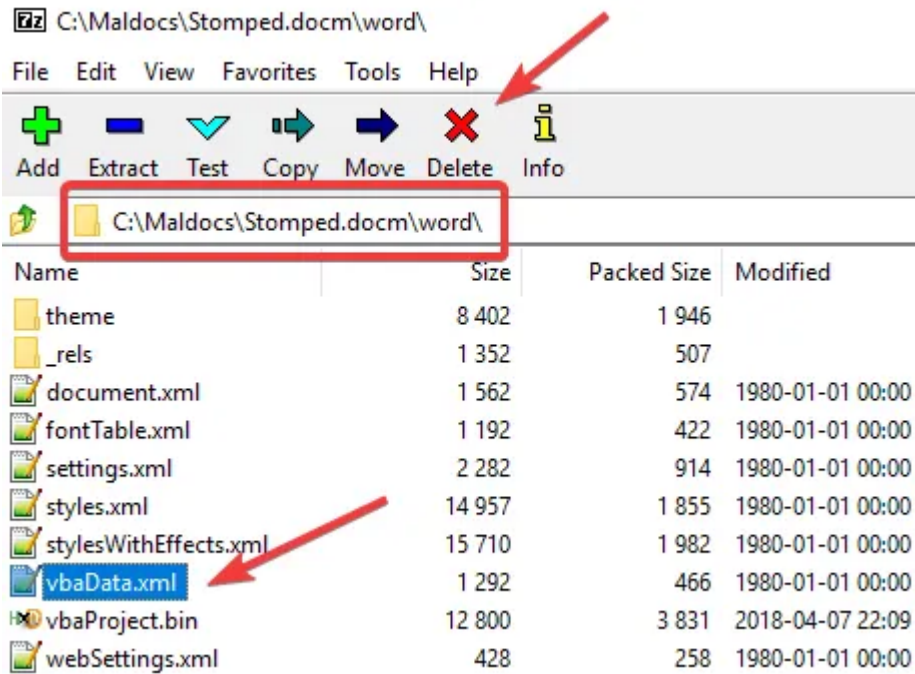 7z C:\Maldocs\Stomped.docm\word\
File Edit View Favorites Tools Help
Add Extract Test Copy Move Delete Info
C:\Maldocs\Stomped.docm\word\
Name Size Packed Size Modified
theme 8 402 1 946
_rels 1 352 507
document.xml 1 562 574 1980-01-01 00:00
fontTable.xml 1 192 422 1980-01-01 00:00
settings.xml 2 282 914 1980-01-01 00:00
styles.xml 14 957 1 855 1980-01-01 00:00
stylesWithEffects.xml 15 710 1 982 1980-01-01 00:00
vbaData.xml 1 292 466 1980-01-01 00:00
vbaProject.bin 12 800 3 831 2018-04-07 22:09
webSettings.xml 428 258 1980-01-01 00:00